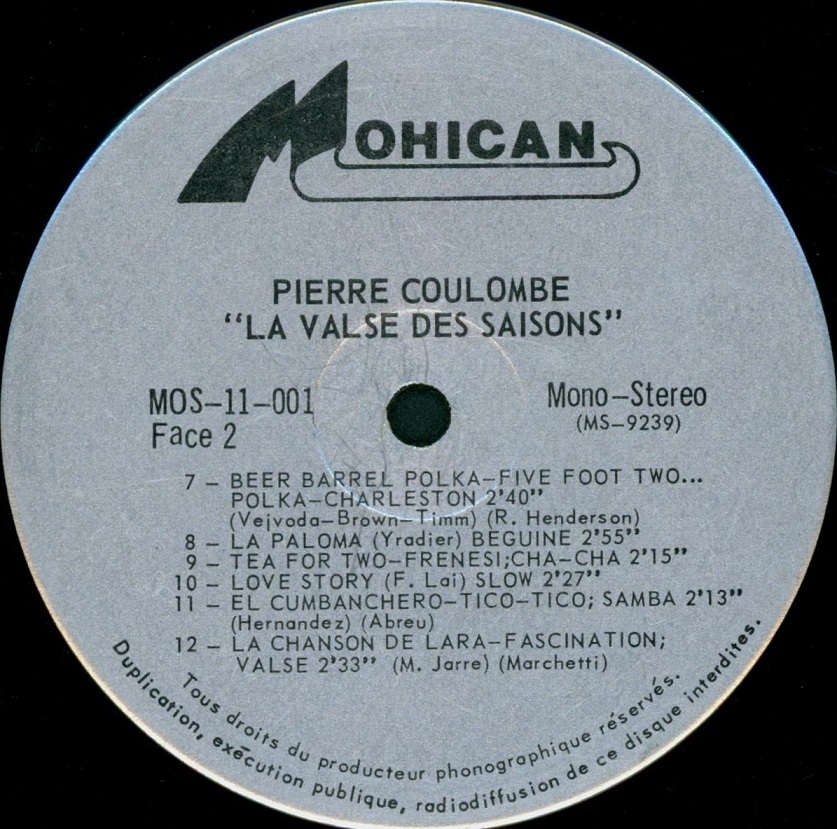 MOHICAN
PIERRE COULOMBE
“LA VALSE DES SAISONS”
MOS–11–001
Face 2
Mono–Stereo
(MS–9239)
7 – BEER BARREL POLKA–FIVE FOOT TWO...
POLKA–CHARLESTON 2'40"
(Vejvoda–Brown–Timm) (R. Henderson)
8 – LA PALOMA (Yradier) BEGUINE 2'55"
9 – TEA FOR TWO–FRENESI;CHA–CHA 2'15"
10 – LOVE STORY (F. Lai) SLOW 2'27"
11 – EL CUMBANCHERO–TICO–TICO; SAMBA 2'13"
(Hernandez) (Abreu)
12 – LA CHANSON DE LARA–FASCINATION;
VALSE 2'33" (M. Jarre) (Marchetti)
Tous droits du producteur phonographique réservés.
Duplication, exécution publique, radiodiffusion de ce disque interdites.